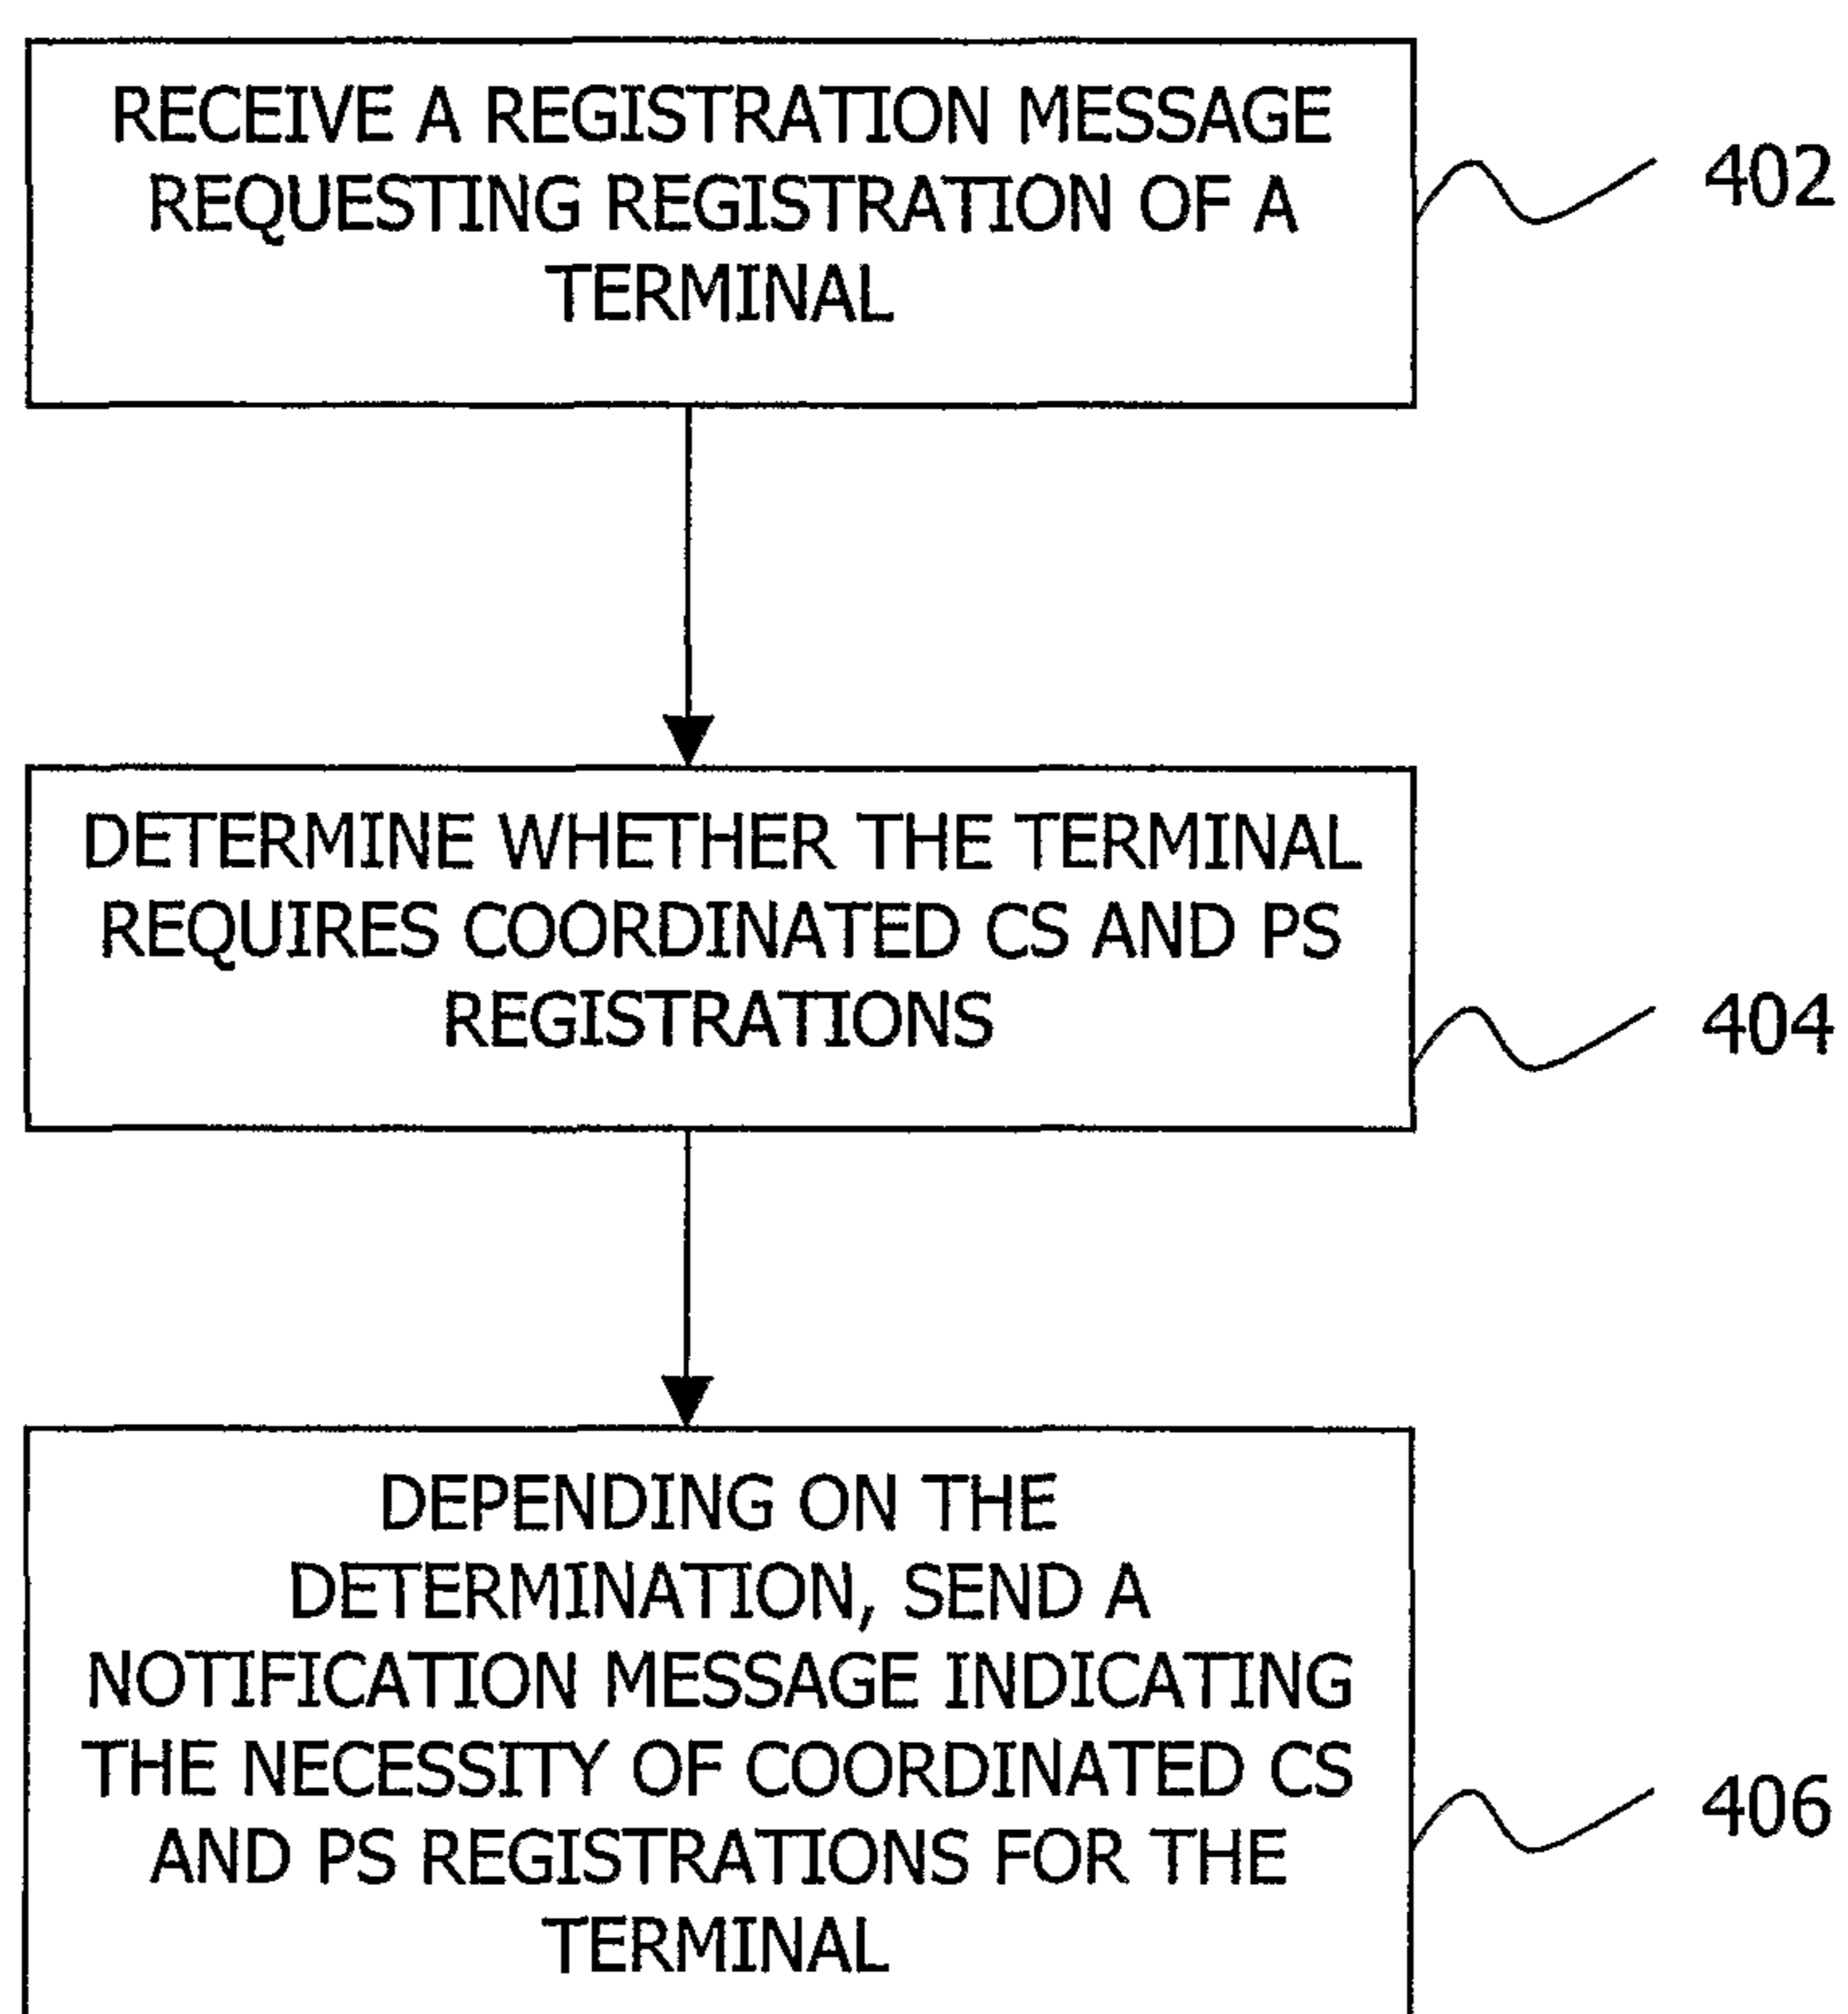 RECEIVE A REGISTRATION MESSAGE
REQUESTING REGISTRATION OF A
TERMINAL
402
DETERMINE WHETHER THE TERMINAL
REQUIRES COORDINATED CS AND PS
REGISTRATIONS
404
DEPENDING ON THE
DETERMINATION, SEND A
NOTIFICATION MESSAGE INDICATING
THE NECESSITY OF COORDINATED CS
AND PS REGISTRATIONS FOR THE
TERMINAL
406